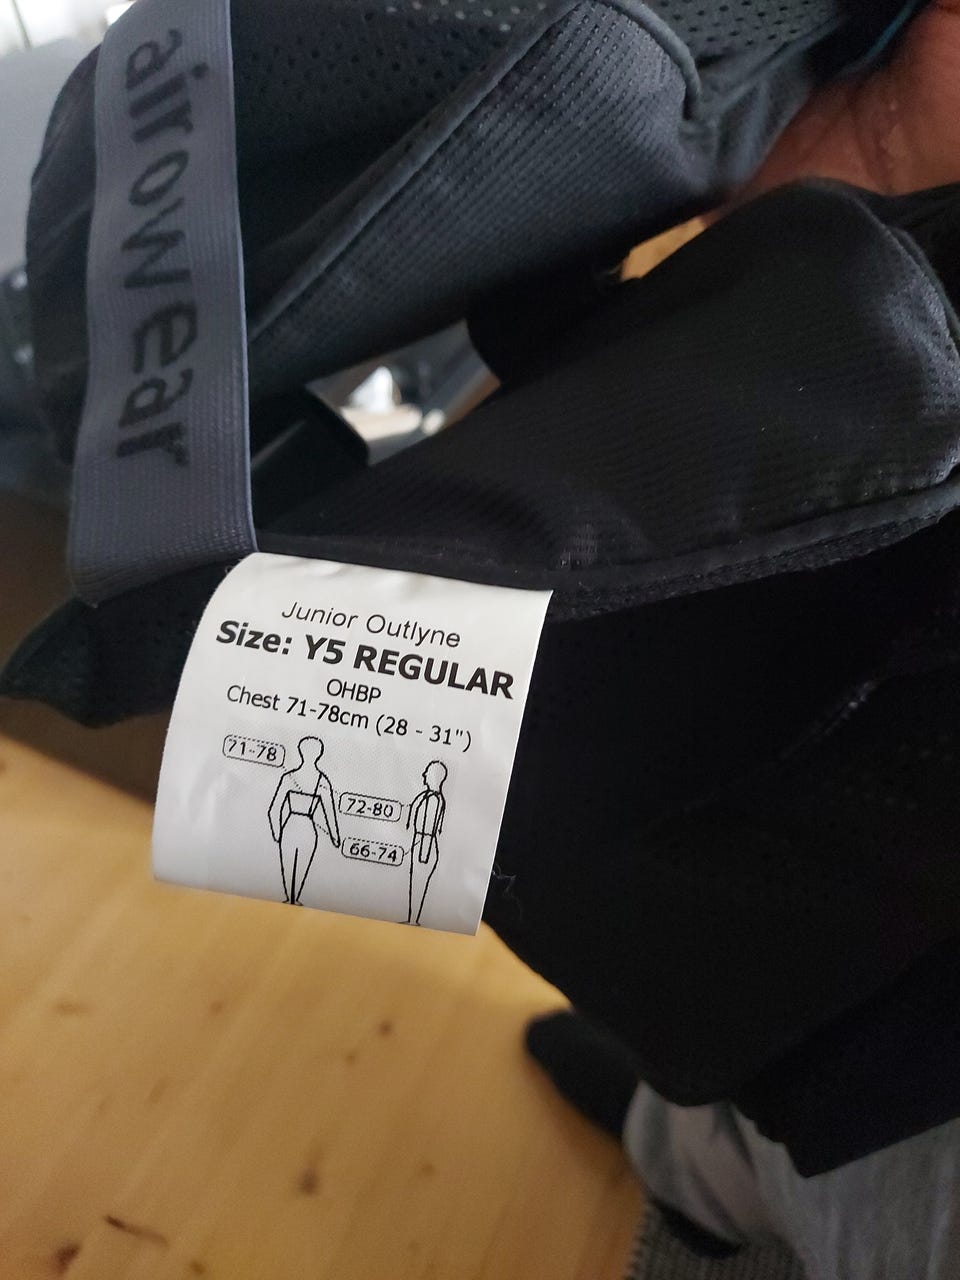 airowear
Junior Outlyne
Size: Y5 REGULAR
OHBP
Chest 71-78cm (28 - 31")
71-78
72-80
66-74